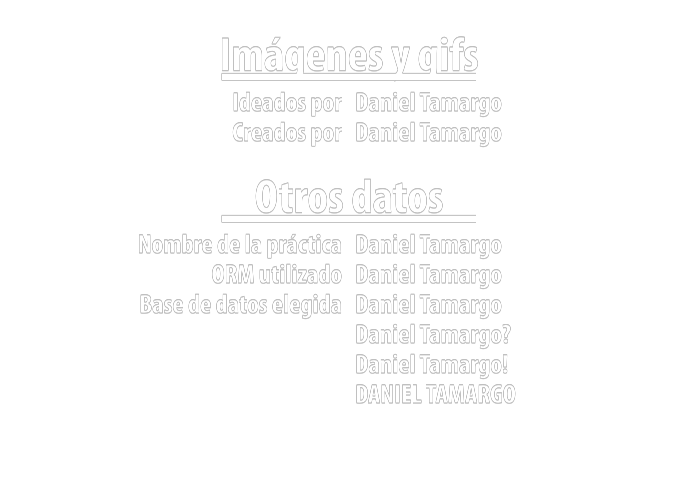 Imágenes y gifs
Ideados por Daniel Tamargo
Creados por Daniel Tamargo
Otros datos
Nombre de la práctica Daniel Tamargo
ORM utilizado Daniel Tamargo
Base de datos elegida Daniel Tamargo
Daniel Tamargo?
Daniel Tamargo!
DANIEL TAMARGO